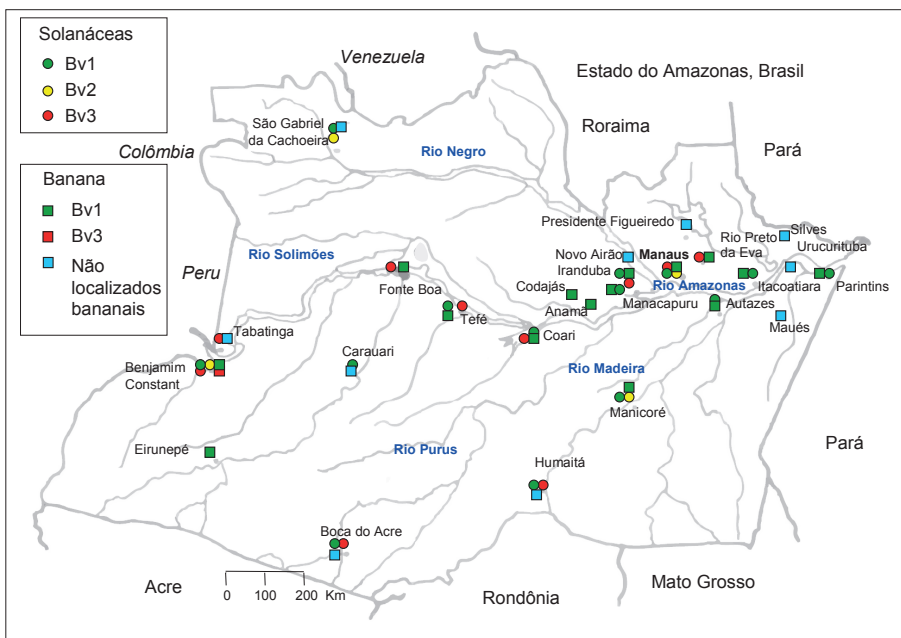 Solanáceas
Bv1
Bv2
Bv3
Banana
Bv1
Bv3
Não
localizados
bananais
Venezuela
Estado do Amazonas, Brasil
Roraima
Pará
Colômbia
São Gabriel
da Cachoeira
Rio Negro
Presidente Figueiredo
Silves
Rio Preto
da Eva
Urucurituba
Novo Airão
Manaus
Iranduba
Rio Solimões
Peru
Fonte Boa
Codajás
Rio Amazonas
Itacoatiara
Parintins
Anamã
Manacapuru
Autazes
Tefé
Maués
Tabatinga
Coari
Carauari
Benjamim
Constant
Rio Madeira
Manicoré
Eirunepé
Rio Purus
Pará
Humaitá
Boca do Acre
Acre
0 100 200 Km
Rondônia
Mato Grosso